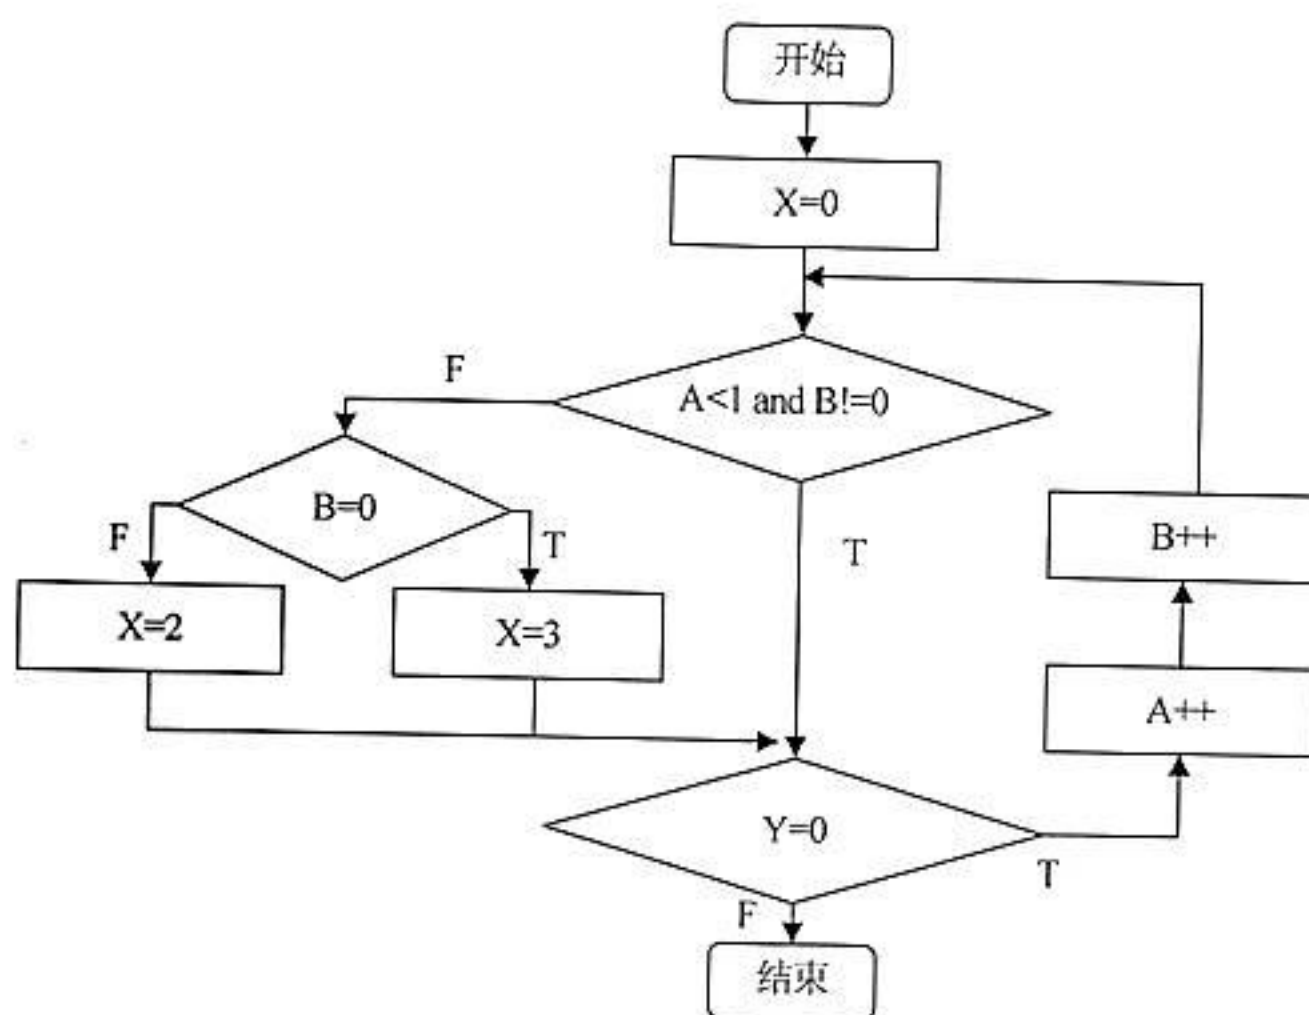 开始
X=0
F
A<1 and B!=0
B=0
F
T
T
B++
X=2
X=3
A++
Y=0
T
F
结束